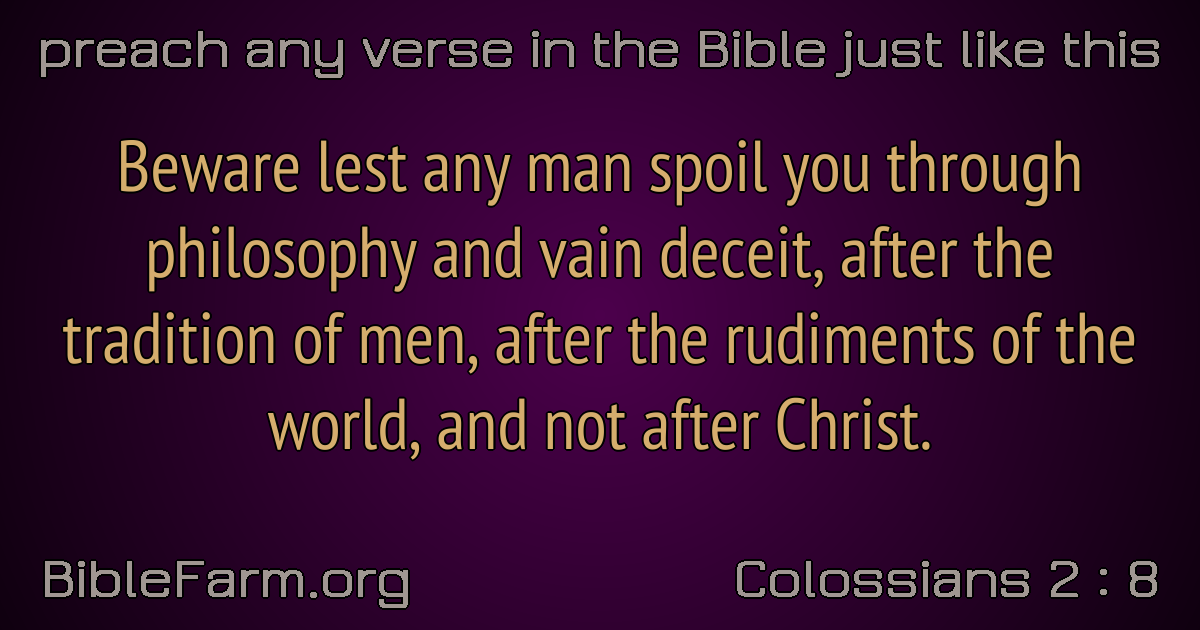 preach any verse in the Bible just like this
Beware lest any man spoil you through
philosophy and vain deceit, after the
tradition of men, after the rudiments of the
world, and not after Christ.
BibleFarm.org
Colossians 2 : 8